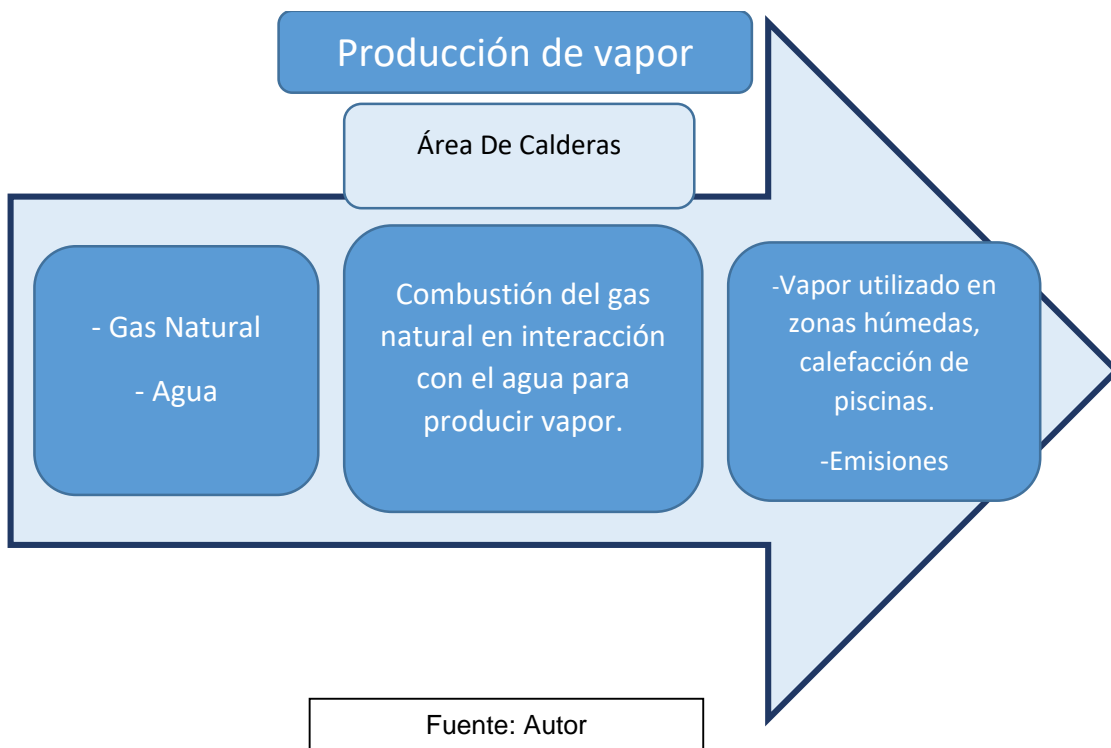 Producción de vapor
Área De Calderas
- Gas Natural
- Agua
Combustión del gas
natural en interacción
con el agua para
producir vapor.
-Vapor utilizado en
zonas húmedas,
calefacción de
piscinas.
-Emisiones
Fuente: Autor